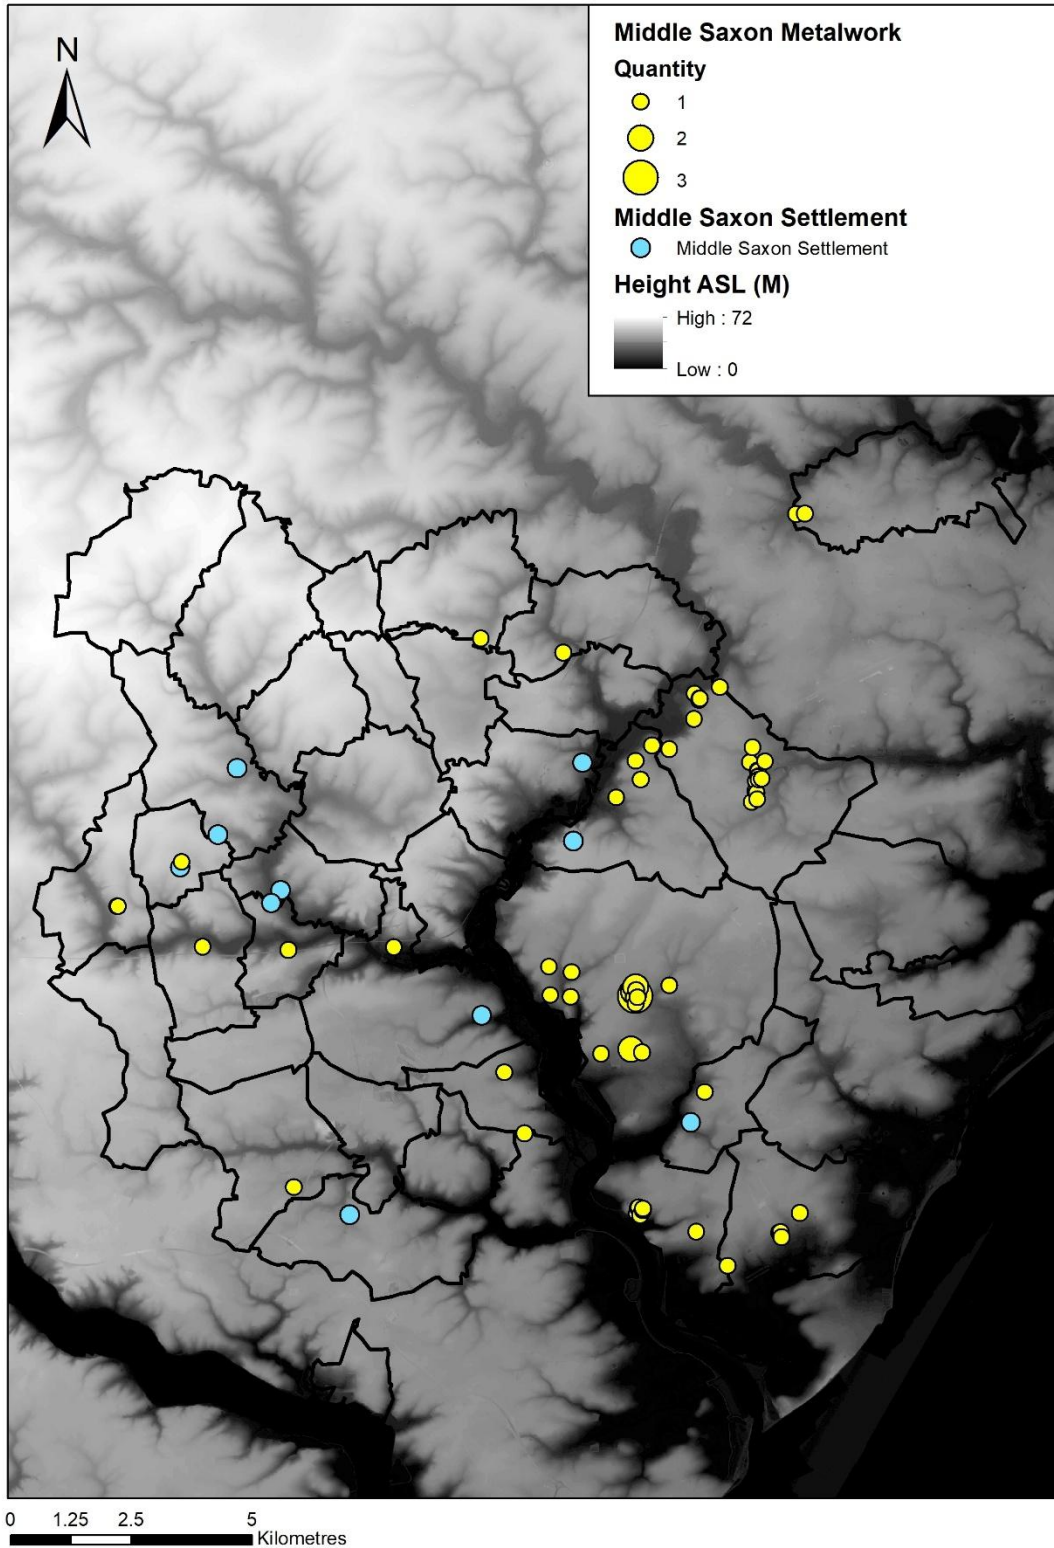 N
Middle Saxon Metalwork
Quantity
1
2
3
Middle Saxon Settlement
Middle Saxon Settlement
Height ASL (M)
High : 72
Low : 0
0 1.25 2.5 5
Kilometres